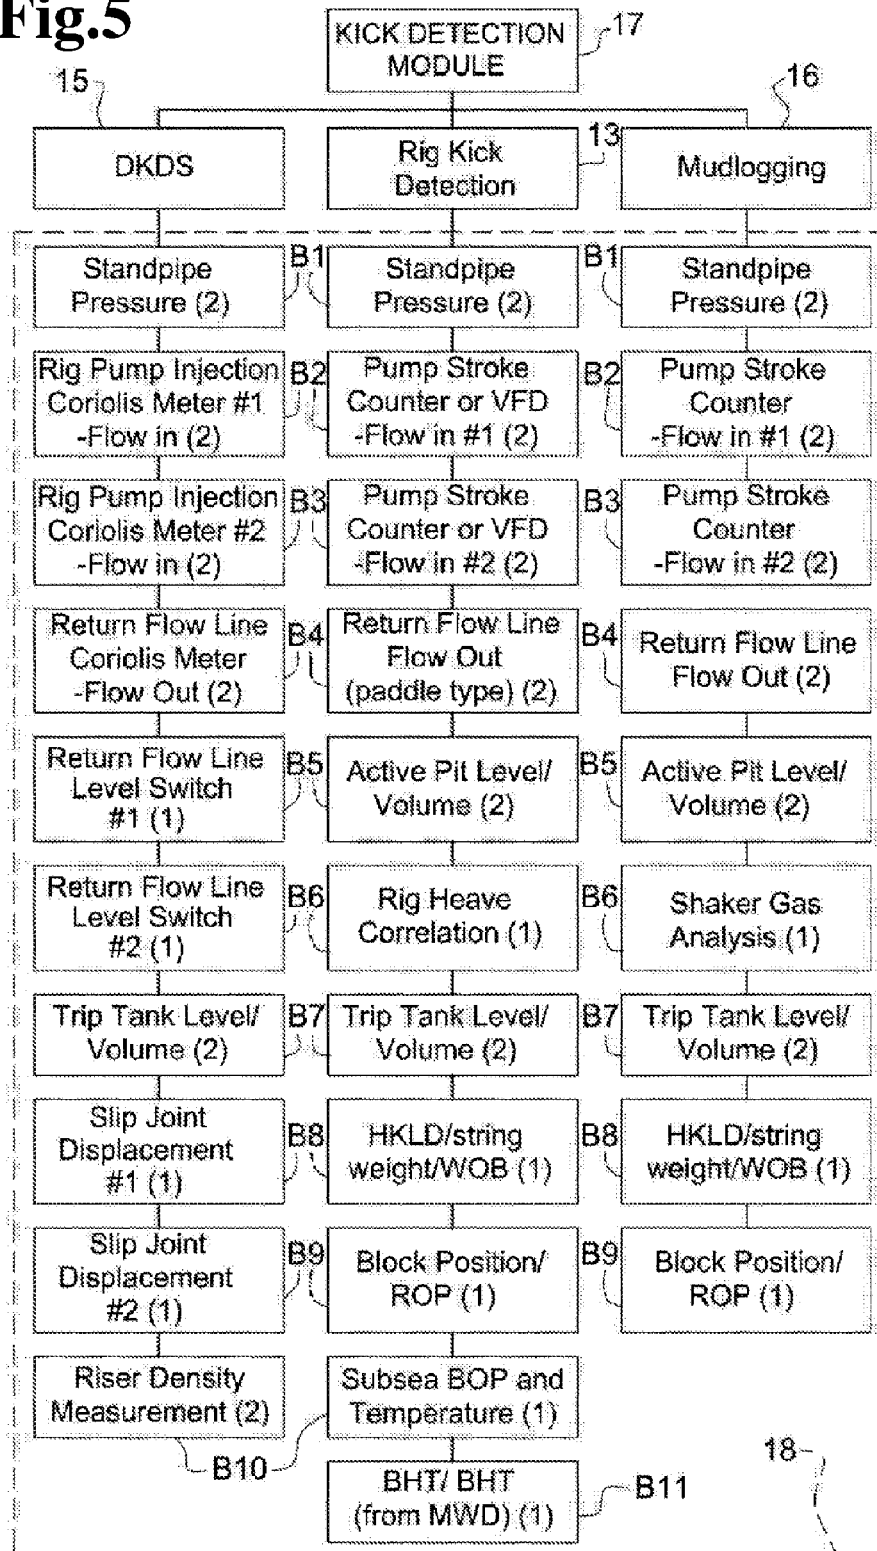 Fig.5
KICK DETECTION
MODULE
17
15
16
DKDS
Rig Kick
Detection
13
Mudlogging
Standpipe
Pressure (2)
B1
Standpipe
Pressure (2)
B1
Standpipe
Pressure (2)
Rig Pump Injection
Coriolis Meter #1
-Flow in (2)
B2
Pump Stroke
Counter or VFD
-Flow in #1 (2)
B2
Pump Stroke
Counter
-Flow in #1 (2)
Rig Pump Injection
Coriolis Meter #2
-Flow in (2)
B3
Pump Stroke
Counter or VFD
-Flow in #2 (2)
B3
Pump Stroke
Counter
-Flow in #2 (2)
Return Flow Line
Coriolis Meter
-Flow Out (2)
B4
Return Flow Line
Flow Out
(paddle type) (2)
B4
Return Flow Line
Flow Out (2)
Return Flow Line
Level Switch
#1 (1)
B5
Active Pit Level/
Volume (2)
B5
Active Pit Level/
Volume (2)
Return Flow Line
Level Switch
#2 (1)
B6
Rig Heave
Correlation (1)
B6
Shaker Gas
Analysis (1)
Trip Tank Level/
Volume (2)
B7
Trip Tank Level/
Volume (2)
B7
Trip Tank Level/
Volume (2)
Slip Joint
Displacement
#1 (1)
B8
HKLD/string
weight/WOB (1)
B8
HKLD/string
weight/WOB (1)
Slip Joint
Displacement
#2 (1)
B9
Block Position/
ROP (1)
B9
Block Position/
ROP (1)
Riser Density
Measurement (2)
Subsea BOP and
Temperature (1)
B10
18
BHT/ BHT
(from MWD) (1)
B11